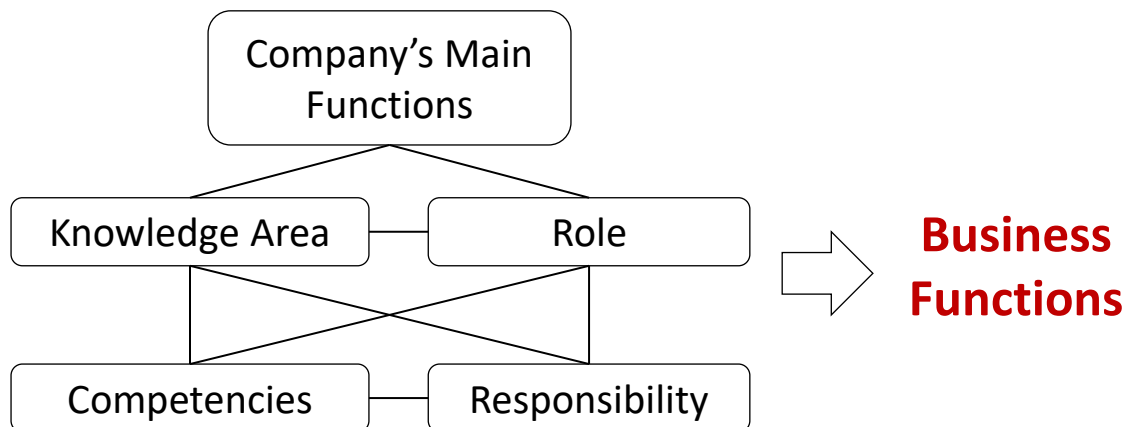 Company’s Main
Functions
Knowledge Area
Role
Business
Functions
Competencies
Responsibility